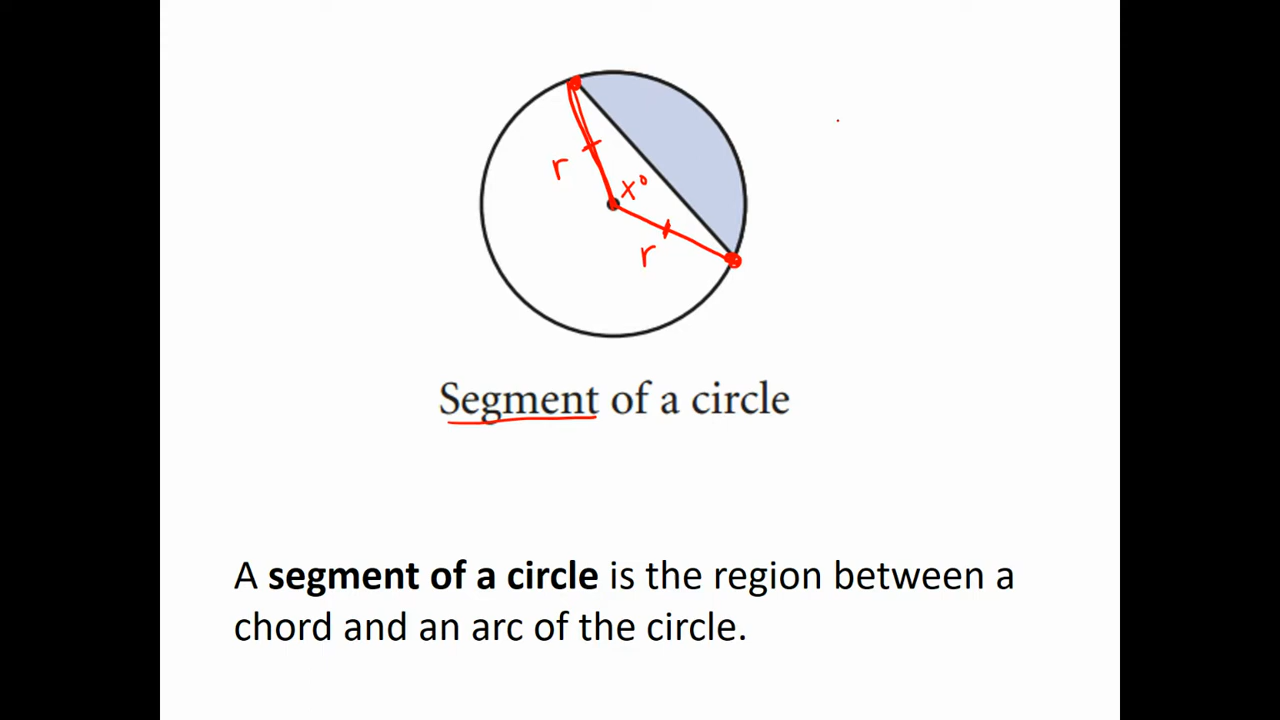 x°
r
r
Segment of a circle
A segment of a circle is the region between a
chord and an arc of the circle.